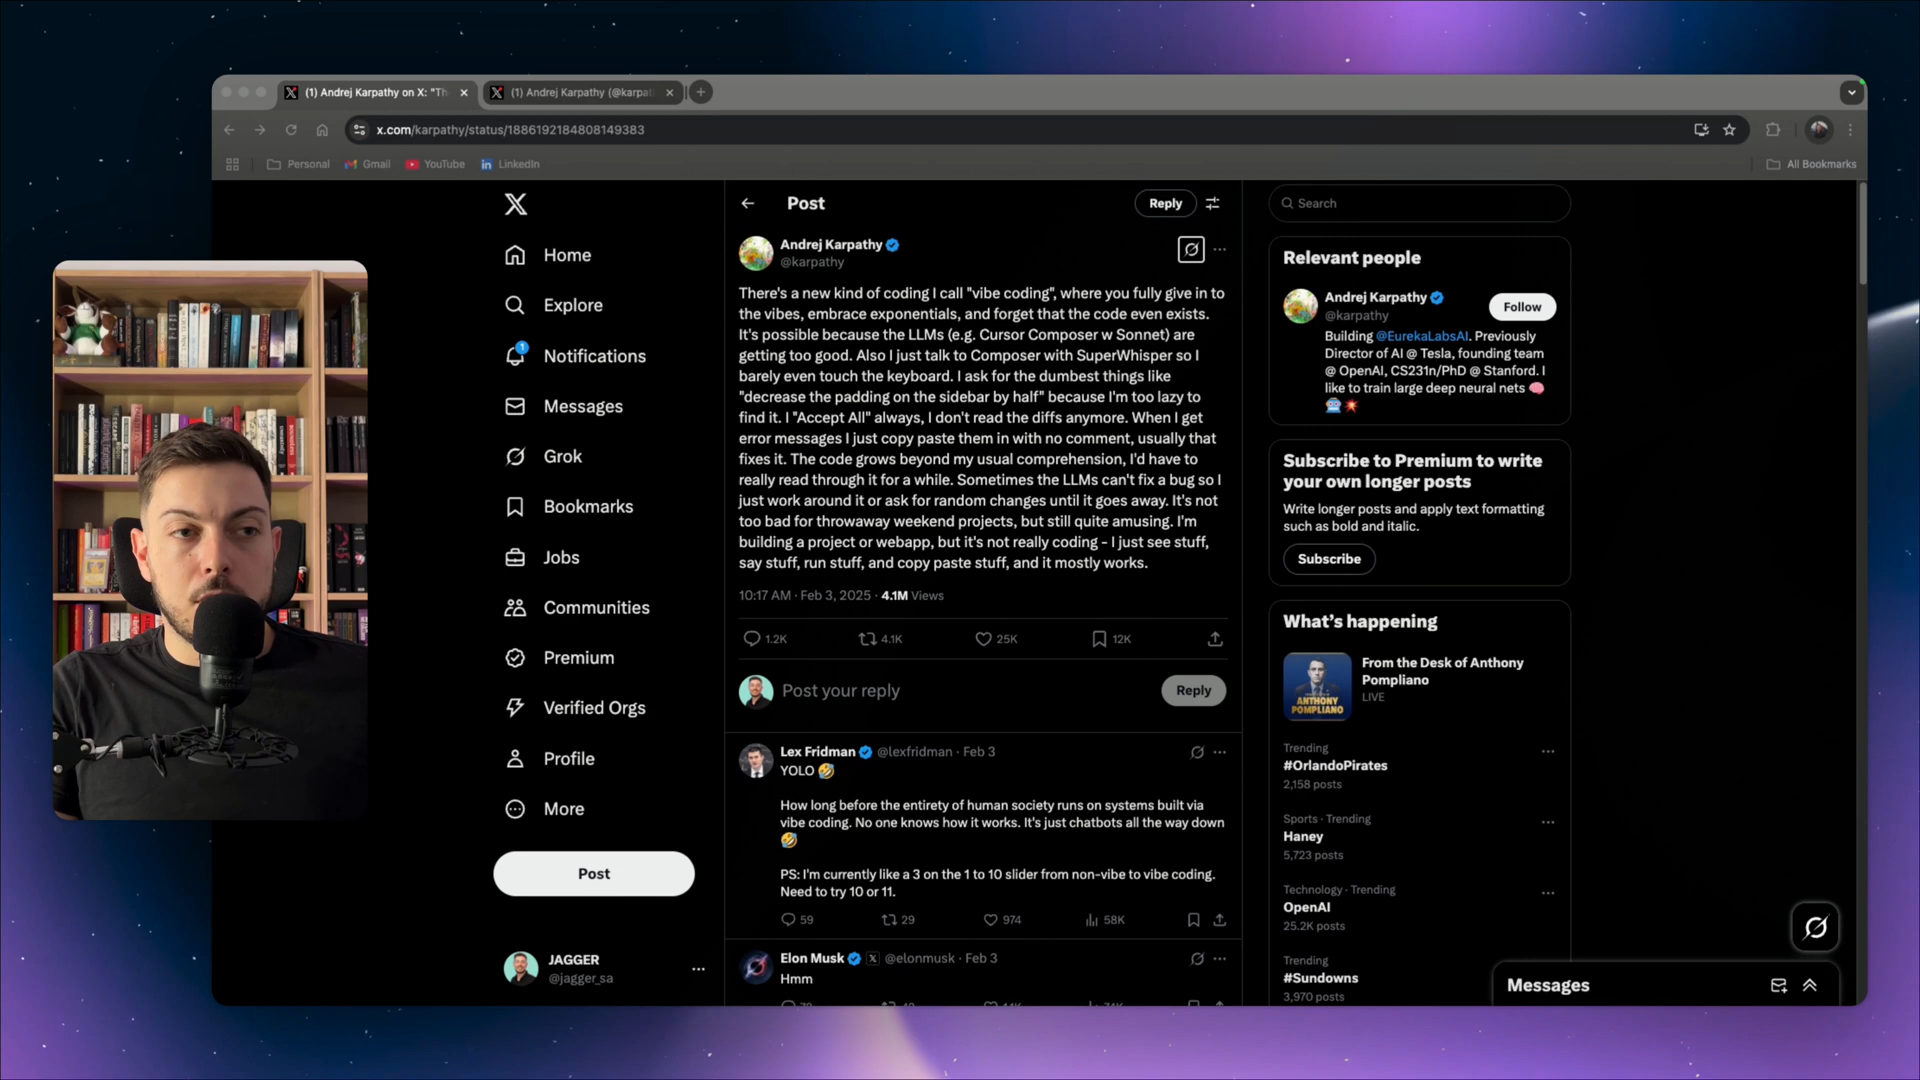 (1) Andrej Karpathy on X: "Th
(1) Andrej Karpathy (@karpat
x.com/karpathy/status/1886192184808149383
Personal
Gmail
YouTube
LinkedIn
All Bookmarks
Home
Explore
1
Notifications
Messages
Grok
Bookmarks
Jobs
Communities
Premium
Verified Orgs
Profile
More
Post
JAGGER
@jagger_sa
Post
Reply
Andrej Karpathy
@karpathy
There's a new kind of coding I call "vibe coding", where you fully give in to
the vibes, embrace exponentials, and forget that the code even exists.
It's possible because the LLMs (e.g. Cursor Composer w Sonnet) are
getting too good. Also I just talk to Composer with SuperWhisper so I
barely even touch the keyboard. I ask for the dumbest things like
"decrease the padding on the sidebar by half" because I'm too lazy to
find it. I "Accept All" always, I don't read the diffs anymore. When I get
error messages I just copy paste them in with no comment, usually that
fixes it. The code grows beyond my usual comprehension, I'd have to
really read through it for a while. Sometimes the LLMs can't fix a bug so I
just work around it or ask for random changes until it goes away. It's not
too bad for throwaway weekend projects, but still quite amusing. I'm
building a project or webapp, but it's not really coding - I just see stuff,
say stuff, run stuff, and copy paste stuff, and it mostly works.
10:17 AM · Feb 3, 2025 · 4.1M Views
1.2K 4.1K 25K 12K
Post your reply
Reply
Lex Fridman @lexfridman · Feb 3
YOLO 🤣
How long before the entirety of human society runs on systems built via
vibe coding. No one knows how it works. It's just chatbots all the way down
🤣
PS: I'm currently like a 3 on the 1 to 10 slider from non-vibe to vibe coding.
Need to try 10 or 11.
59 29 974 58K
Elon Musk @elonmusk · Feb 3
Hmm
Search
Relevant people
Andrej Karpathy
@karpathy
Follow
Building @EurekaLabsAI. Previously
Director of AI @ Tesla, founding team
@ OpenAI, CS231n/PhD @ Stanford. I
like to train large deep neural nets 🧠
🤖💥
Subscribe to Premium to write
your own longer posts
Write longer posts and apply text formatting
such as bold and italic.
Subscribe
What's happening
ANTHONY
POMPLIANO
From the Desk of Anthony
Pompliano
LIVE
Trending
#OrlandoPirates
2,158 posts
Sports · Trending
Haney
5,723 posts
Technology · Trending
OpenAI
25.2K posts
Trending
#Sundowns
3,970 posts
Messages